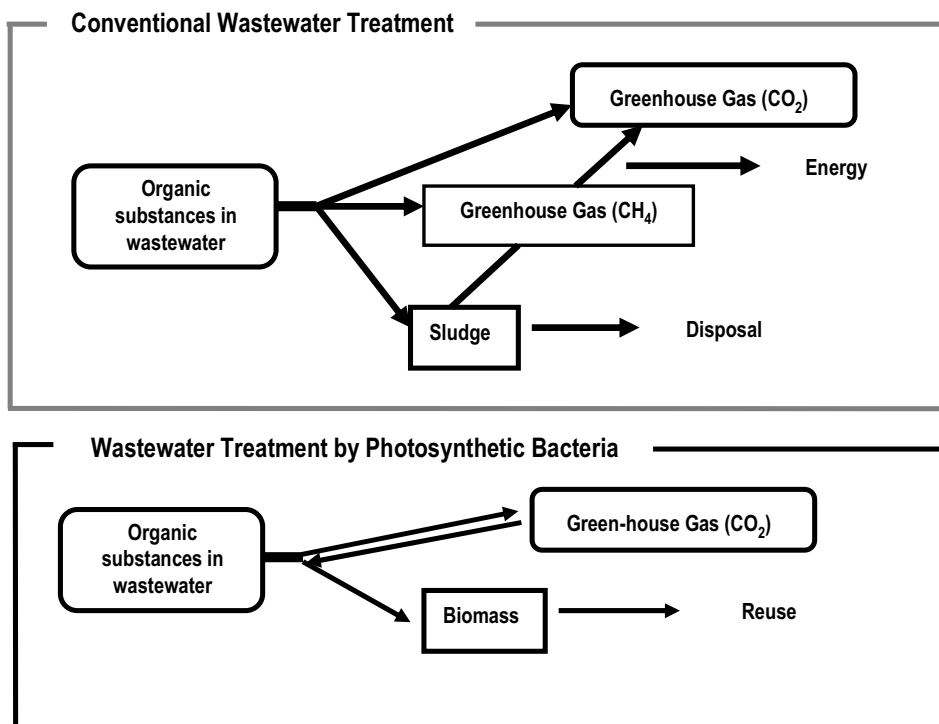 Conventional Wastewater Treatment
Greenhouse Gas (CO₂)
Energy
Organic
substances in
wastewater
Greenhouse Gas (CH₄)
Sludge
Disposal
Wastewater Treatment by Photosynthetic Bacteria
Organic
substances in
wastewater
Green-house Gas (CO₂)
Biomass
Reuse